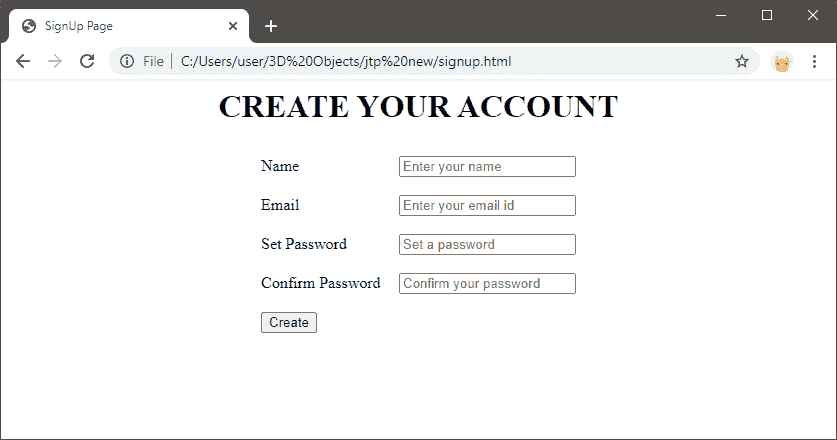 SignUp Page
File | C:/Users/user/3D%20Objects/jtp%20new/signup.html
CREATE YOUR ACCOUNT
Name Enter your name
Email Enter your email id
Set Password Set a password
Confirm Password Confirm your password
Create